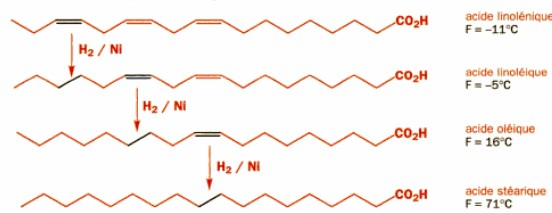 CO₂H acide linolénique
F = –11°C
H₂ / Ni
CO₂H acide linoléique
F = –5°C
H₂ / Ni
CO₂H acide oléique
F = 16°C
H₂ / Ni
CO₂H acide stéarique
F = 71°C